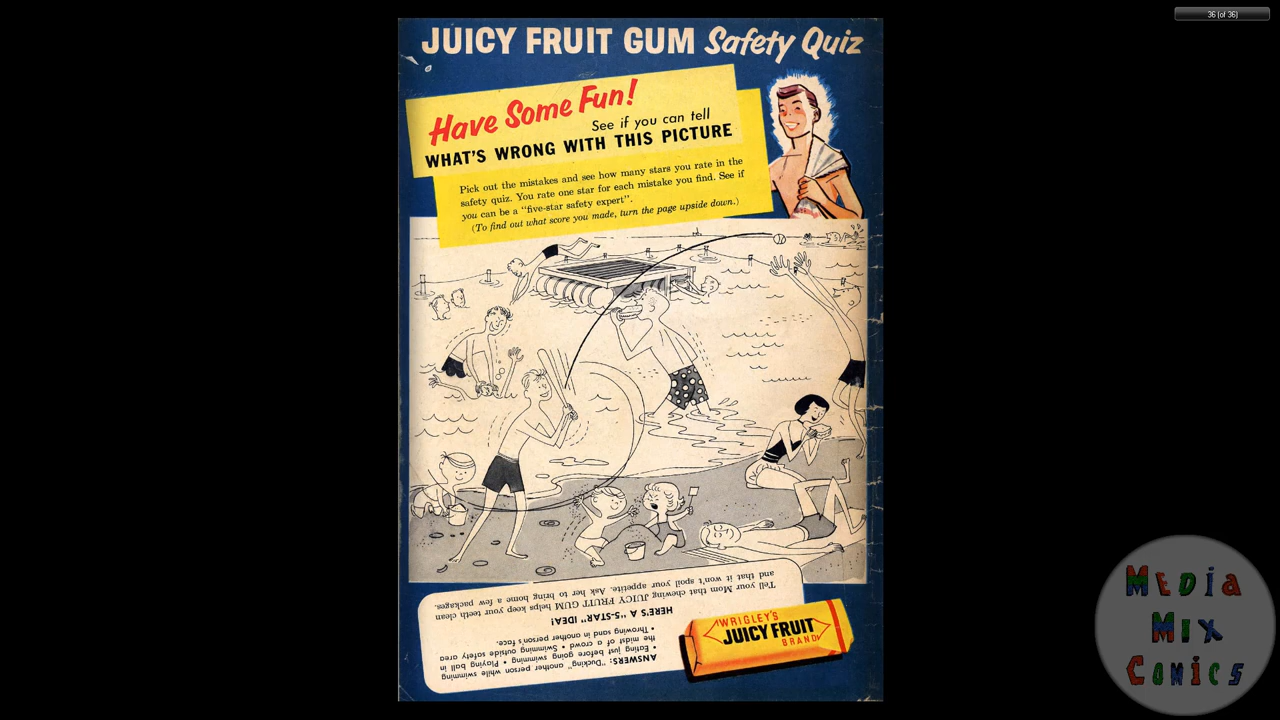 36 (of 36)
JUICY FRUIT GUM Safety Quiz
Have Some Fun!
See if you can tell
WHAT'S WRONG WITH THIS PICTURE
Pick out the mistakes and see how many stars you rate in the
safety quiz. You rate one star for each mistake you find. See if
you can be a "five-star safety expert".
(To find out what score you made, turn the page upside down.)
ANSWERS: "Ducking" another person while swimming
• Eating just before going swimming • Playing ball in
the midst of a crowd • Swimming outside safety area
• Throwing sand in another person's face.
HERE'S A "5-STAR" IDEA!
Tell your Mom that chewing JUICY FRUIT GUM helps keep your teeth clean
and that it won't spoil your appetite. Ask her to bring home a few packages.
WRIGLEY'S
JUICY FRUIT
BRAND
MEDIA
MIX
COMICS